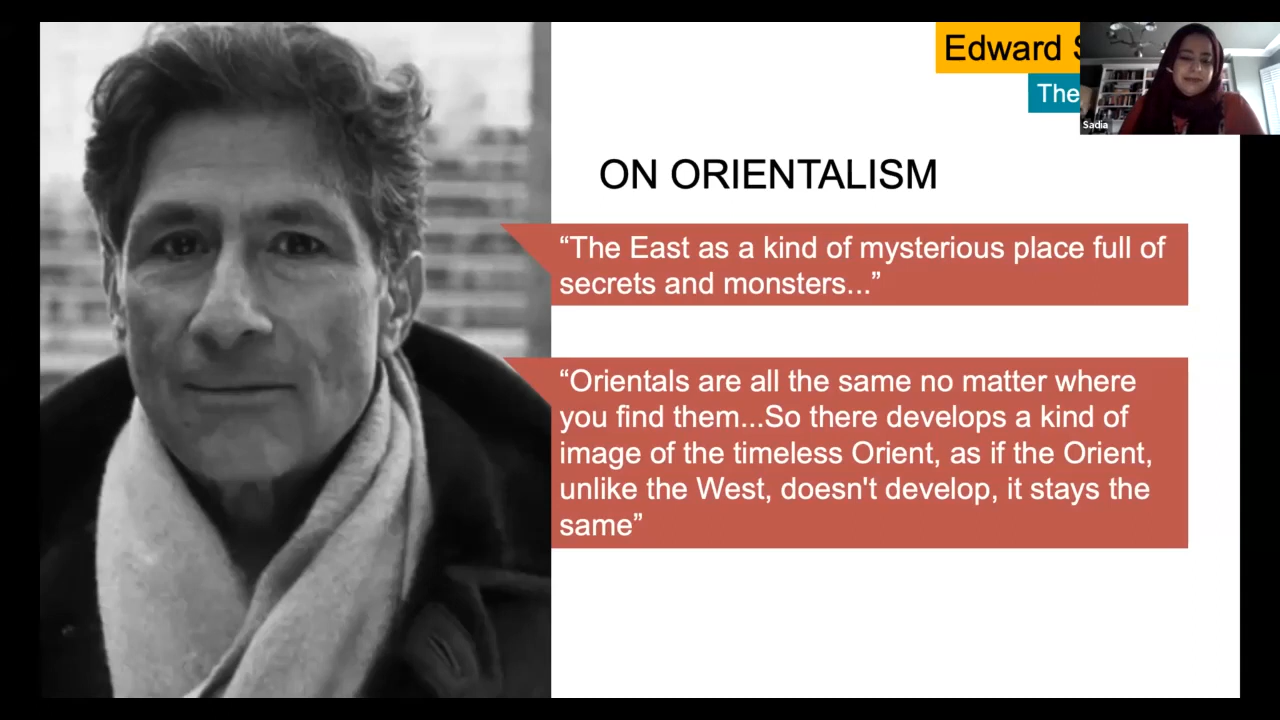 Edward S
The
Sadia
ON ORIENTALISM
“The East as a kind of mysterious place full of
secrets and monsters...”
“Orientals are all the same no matter where
you find them...So there develops a kind of
image of the timeless Orient, as if the Orient,
unlike the West, doesn't develop, it stays the
same”